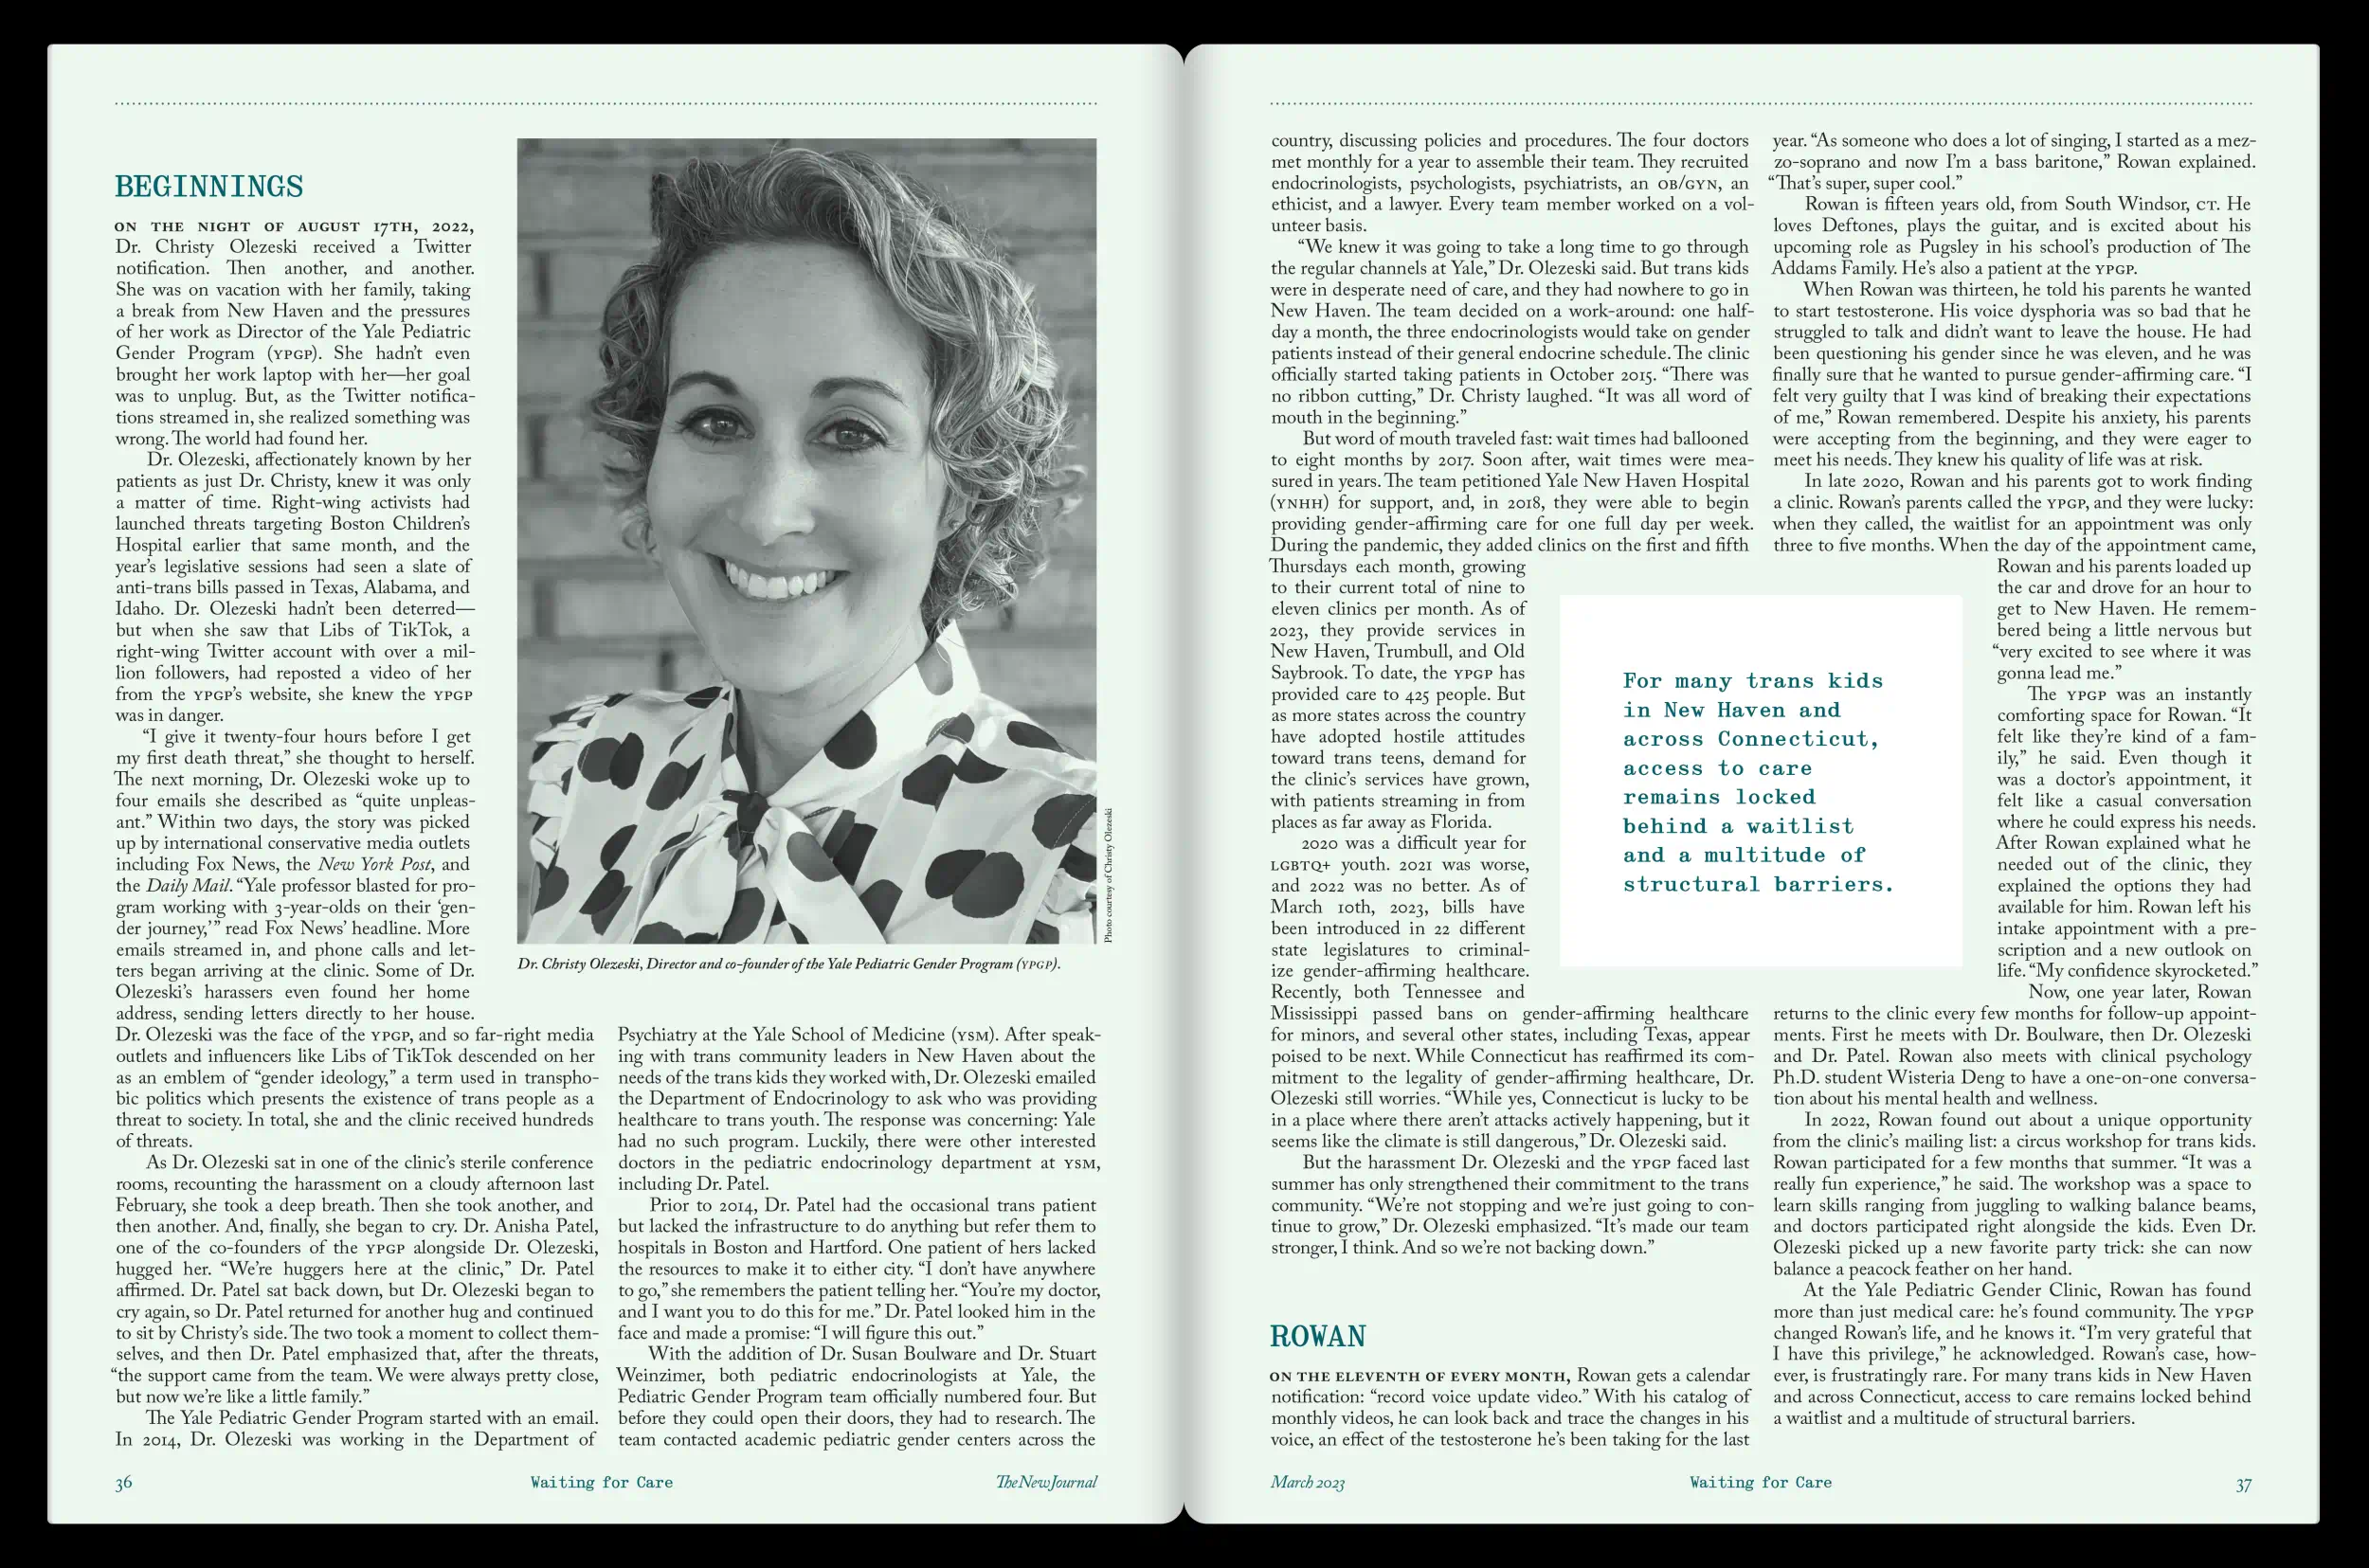 BEGINNINGS
ON THE NIGHT OF AUGUST 17TH, 2022,
Dr. Christy Olezeski received a Twitter
notification. Then another, and another.
She was on vacation with her family, taking
a break from New Haven and the pressures
of her work as Director of the Yale Pediatric
Gender Program (YPGP). She hadn't even
brought her work laptop with her—her goal
was to unplug. But, as the Twitter notifica-
tions streamed in, she realized something was
wrong. The world had found her.
Dr. Olezeski, affectionately known by her
patients as just Dr. Christy, knew it was only
a matter of time. Right-wing activists had
launched threats targeting Boston Children's
Hospital earlier that same month, and the
year's legislative sessions had seen a slate of
anti-trans bills passed in Texas, Alabama, and
Idaho. Dr. Olezeski hadn't been deterred—
but when she saw that Libs of TikTok, a
right-wing Twitter account with over a mil-
lion followers, had reposted a video of her
from the YPGP's website, she knew the YPGP
was in danger.
“I give it twenty-four hours before I get
my first death threat,” she thought to herself.
The next morning, Dr. Olezeski woke up to
four emails she described as “quite unpleas-
ant.” Within two days, the story was picked
up by international conservative media outlets
including Fox News, the New York Post, and
the Daily Mail. “Yale professor blasted for pro-
gram working with 3-year-olds on their ‘gen-
der journey,’” read Fox News’ headline. More
emails streamed in, and phone calls and let-
ters began arriving at the clinic. Some of Dr.
Olezeski's harassers even found her home
address, sending letters directly to her house.
Dr. Olezeski was the face of the YPGP, and so far-right media
outlets and influencers like Libs of TikTok descended on her
as an emblem of “gender ideology,” a term used in transpho-
bic politics which presents the existence of trans people as a
threat to society. In total, she and the clinic received hundreds
of threats.
As Dr. Olezeski sat in one of the clinic's sterile conference
rooms, recounting the harassment on a cloudy afternoon last
February, she took a deep breath. Then she took another, and
then another. And, finally, she began to cry. Dr. Anisha Patel,
one of the co-founders of the YPGP alongside Dr. Olezeski,
hugged her. “We're huggers here at the clinic,” Dr. Patel
affirmed. Dr. Patel sat back down, but Dr. Olezeski began to
cry again, so Dr. Patel returned for another hug and continued
to sit by Christy's side. The two took a moment to collect them-
selves, and then Dr. Patel emphasized that, after the threats,
“the support came from the team. We were always pretty close,
but now we're like a little family.”
The Yale Pediatric Gender Program started with an email.
In 2014, Dr. Olezeski was working in the Department of
Photo courtesy of Christy Olezeski
Dr. Christy Olezeski, Director and co-founder of the Yale Pediatric Gender Program (YPGP).
Psychiatry at the Yale School of Medicine (YSM). After speak-
ing with trans community leaders in New Haven about the
needs of the trans kids they worked with, Dr. Olezeski emailed
the Department of Endocrinology to ask who was providing
healthcare to trans youth. The response was concerning: Yale
had no such program. Luckily, there were other interested
doctors in the pediatric endocrinology department at YSM,
including Dr. Patel.
Prior to 2014, Dr. Patel had the occasional trans patient
but lacked the infrastructure to do anything but refer them to
hospitals in Boston and Hartford. One patient of hers lacked
the resources to make it to either city. “I don't have anywhere
to go,” she remembers the patient telling her. “You're my doctor,
and I want you to do this for me.” Dr. Patel looked him in the
face and made a promise: “I will figure this out.”
With the addition of Dr. Susan Boulware and Dr. Stuart
Weinzimer, both pediatric endocrinologists at Yale, the
Pediatric Gender Program team officially numbered four. But
before they could open their doors, they had to research. The
team contacted academic pediatric gender centers across the
36
Waiting for Care
TheNewJournal
country, discussing policies and procedures. The four doctors
met monthly for a year to assemble their team. They recruited
endocrinologists, psychologists, psychiatrists, an OB/GYN, an
ethicist, and a lawyer. Every team member worked on a vol-
unteer basis.
“We knew it was going to take a long time to go through
the regular channels at Yale,” Dr. Olezeski said. But trans kids
were in desperate need of care, and they had nowhere to go in
New Haven. The team decided on a work-around: one half-
day a month, the three endocrinologists would take on gender
patients instead of their general endocrine schedule. The clinic
officially started taking patients in October 2015. “There was
no ribbon cutting,” Dr. Christy laughed. “It was all word of
mouth in the beginning.”
But word of mouth traveled fast: wait times had ballooned
to eight months by 2017. Soon after, wait times were mea-
sured in years. The team petitioned Yale New Haven Hospital
(YNHH) for support, and, in 2018, they were able to begin
providing gender-affirming care for one full day per week.
During the pandemic, they added clinics on the first and fifth
Thursdays each month, growing
to their current total of nine to
eleven clinics per month. As of
2023, they provide services in
New Haven, Trumbull, and Old
Saybrook. To date, the YPGP has
provided care to 425 people. But
as more states across the country
have adopted hostile attitudes
toward trans teens, demand for
the clinic's services have grown,
with patients streaming in from
places as far away as Florida.
2020 was a difficult year for
LGBTQ+ youth. 2021 was worse,
and 2022 was no better. As of
March 10th, 2023, bills have
been introduced in 22 different
state legislatures to criminal-
ize gender-affirming healthcare.
Recently, both Tennessee and
Mississippi passed bans on gender-affirming healthcare
for minors, and several other states, including Texas, appear
poised to be next. While Connecticut has reaffirmed its com-
mitment to the legality of gender-affirming healthcare, Dr.
Olezeski still worries. “While yes, Connecticut is lucky to be
in a place where there aren't attacks actively happening, but it
seems like the climate is still dangerous,” Dr. Olezeski said.
But the harassment Dr. Olezeski and the YPGP faced last
summer has only strengthened their commitment to the trans
community. “We're not stopping and we're just going to con-
tinue to grow,” Dr. Olezeski emphasized. “It's made our team
stronger, I think. And so we're not backing down.”
ROWAN
ON THE ELEVENTH OF EVERY MONTH, Rowan gets a calendar
notification: “record voice update video.” With his catalog of
monthly videos, he can look back and trace the changes in his
voice, an effect of the testosterone he's been taking for the last
For many trans kids
in New Haven and
across Connecticut,
access to care
remains locked
behind a waitlist
and a multitude of
structural barriers.
year. “As someone who does a lot of singing, I started as a mez-
zo-soprano and now I'm a bass baritone,” Rowan explained.
“That's super, super cool.”
Rowan is fifteen years old, from South Windsor, CT. He
loves Deftones, plays the guitar, and is excited about his
upcoming role as Pugsley in his school's production of The
Addams Family. He's also a patient at the YPGP.
When Rowan was thirteen, he told his parents he wanted
to start testosterone. His voice dysphoria was so bad that he
struggled to talk and didn't want to leave the house. He had
been questioning his gender since he was eleven, and he was
finally sure that he wanted to pursue gender-affirming care. “I
felt very guilty that I was kind of breaking their expectations
of me,” Rowan remembered. Despite his anxiety, his parents
were accepting from the beginning, and they were eager to
meet his needs. They knew his quality of life was at risk.
In late 2020, Rowan and his parents got to work finding
a clinic. Rowan's parents called the YPGP, and they were lucky:
when they called, the waitlist for an appointment was only
three to five months. When the day of the appointment came,
Rowan and his parents loaded up
the car and drove for an hour to
get to New Haven. He remem-
bered being a little nervous but
“very excited to see where it was
gonna lead me.”
The YPGP was an instantly
comforting space for Rowan. “It
felt like they're kind of a fam-
ily,” he said. Even though it
was a doctor's appointment, it
felt like a casual conversation
where he could express his needs.
After Rowan explained what he
needed out of the clinic, they
explained the options they had
available for him. Rowan left his
intake appointment with a pre-
scription and a new outlook on
life. “My confidence skyrocketed.”
Now, one year later, Rowan
returns to the clinic every few months for follow-up appoint-
ments. First he meets with Dr. Boulware, then Dr. Olezeski
and Dr. Patel. Rowan also meets with clinical psychology
Ph.D. student Wisteria Deng to have a one-on-one conversa-
tion about his mental health and wellness.
In 2022, Rowan found out about a unique opportunity
from the clinic's mailing list: a circus workshop for trans kids.
Rowan participated for a few months that summer. “It was a
really fun experience,” he said. The workshop was a space to
learn skills ranging from juggling to walking balance beams,
and doctors participated right alongside the kids. Even Dr.
Olezeski picked up a new favorite party trick: she can now
balance a peacock feather on her hand.
At the Yale Pediatric Gender Clinic, Rowan has found
more than just medical care: he's found community. The YPGP
changed Rowan's life, and he knows it. “I'm very grateful that
I have this privilege,” he acknowledged. Rowan's case, how-
ever, is frustratingly rare. For many trans kids in New Haven
and across Connecticut, access to care remains locked behind
a waitlist and a multitude of structural barriers.
March 2023
Waiting for Care
37